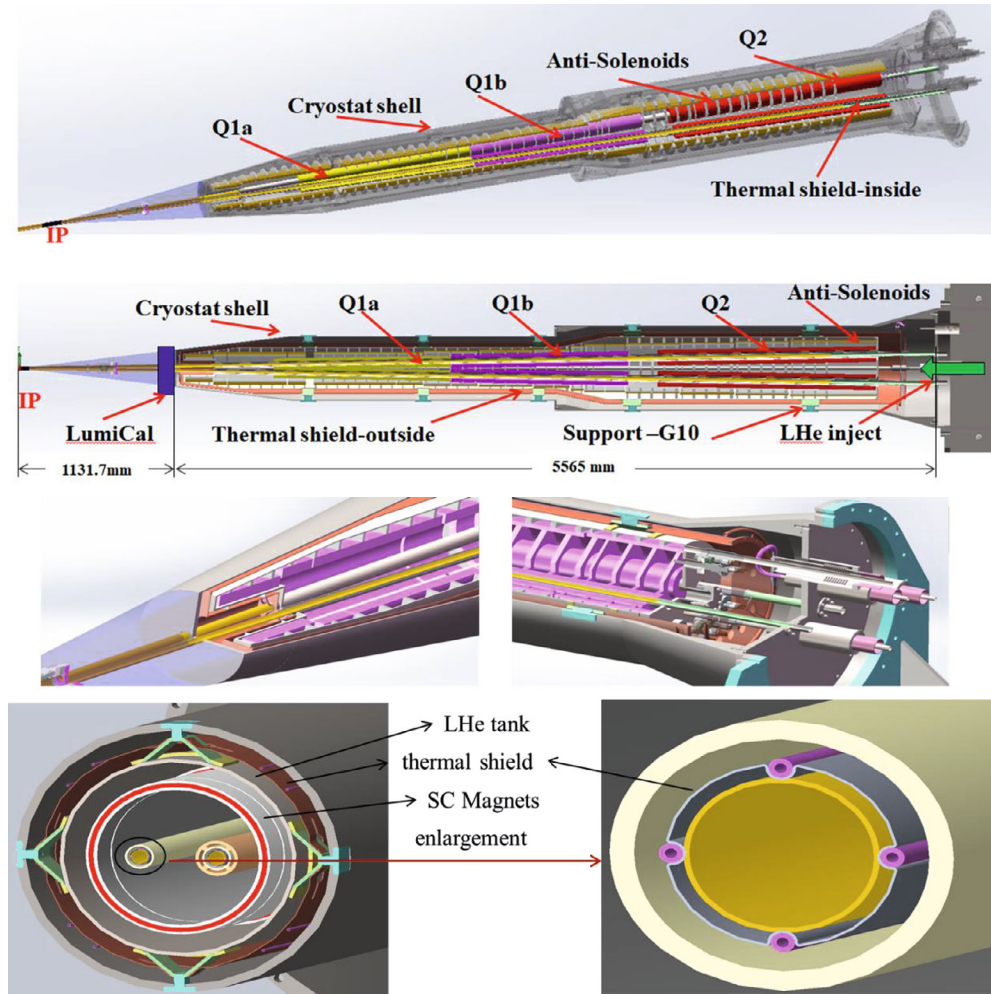 Q2
Anti-Solenoids
Q1b
Cryostat shell
Q1a
Thermal shield-inside
IP
Anti-Solenoids
Cryostat shell
Q1a
Q1b
Q2
IP
LumiCal
Thermal shield-outside
Support –G10
LHe inject
1131.7mm
5565 mm
LHe tank
thermal shield
SC Magnets
enlargement